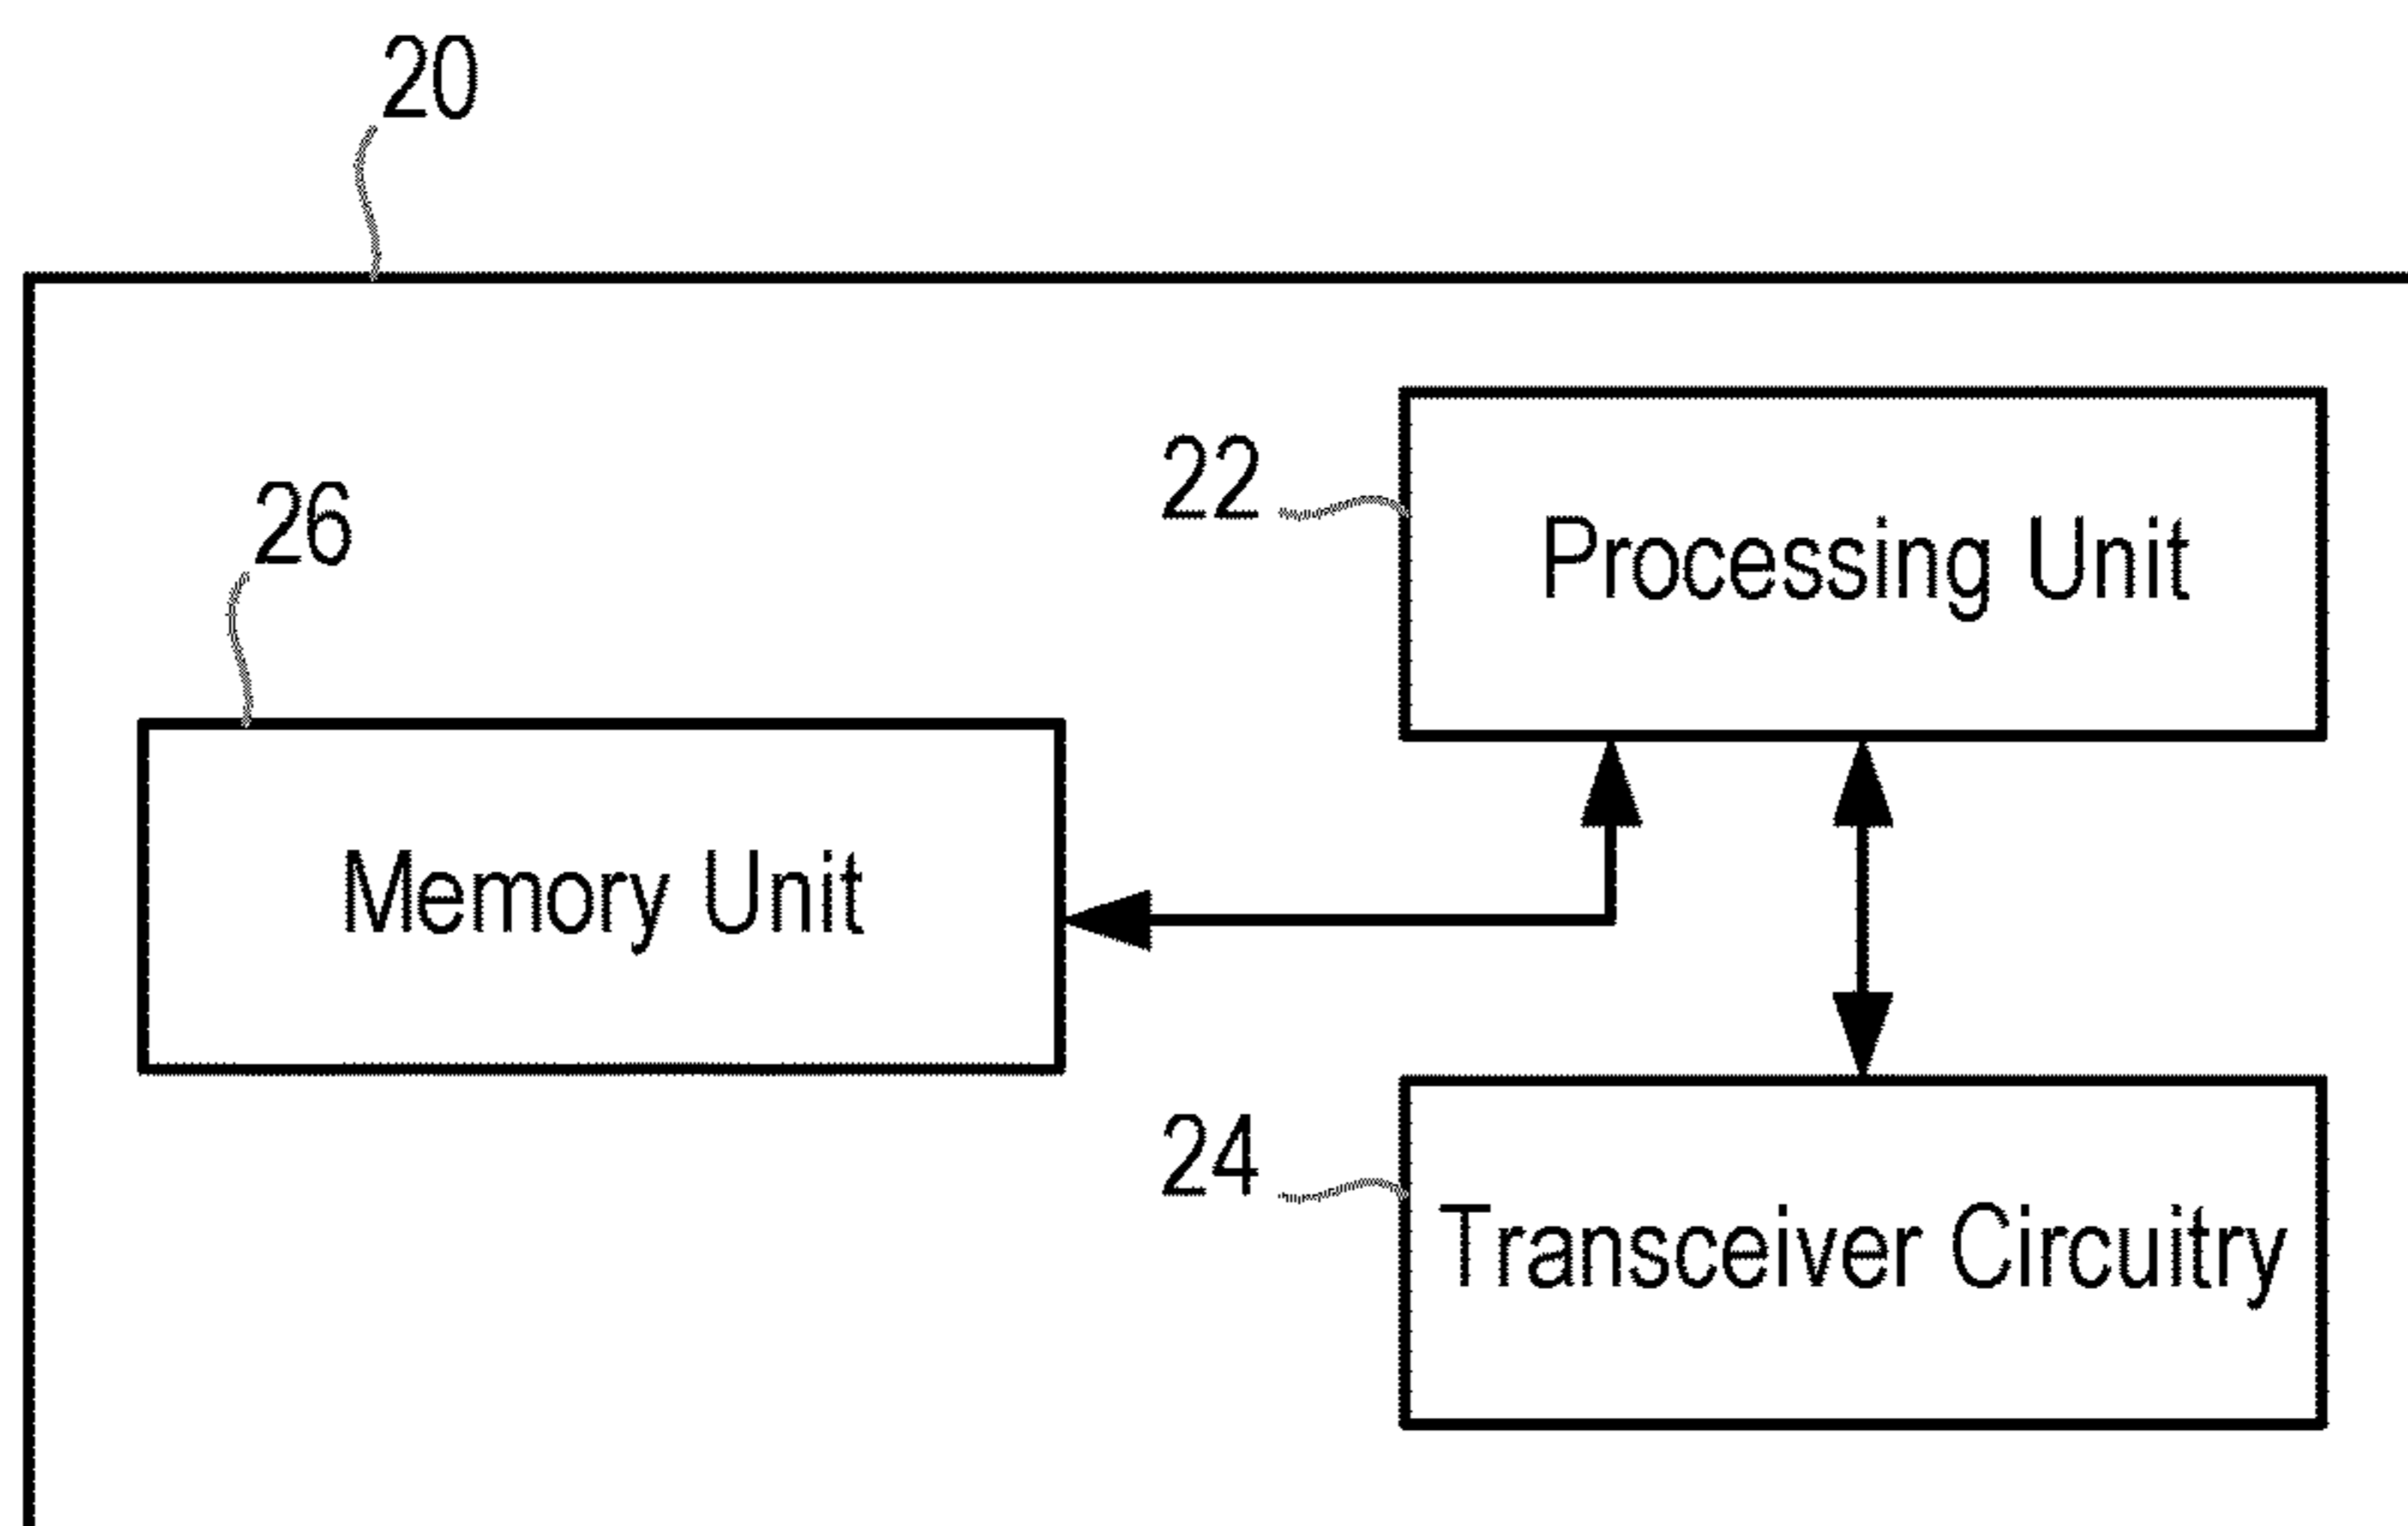 20
22
Processing Unit
26
Memory Unit
24
Transceiver Circuitry